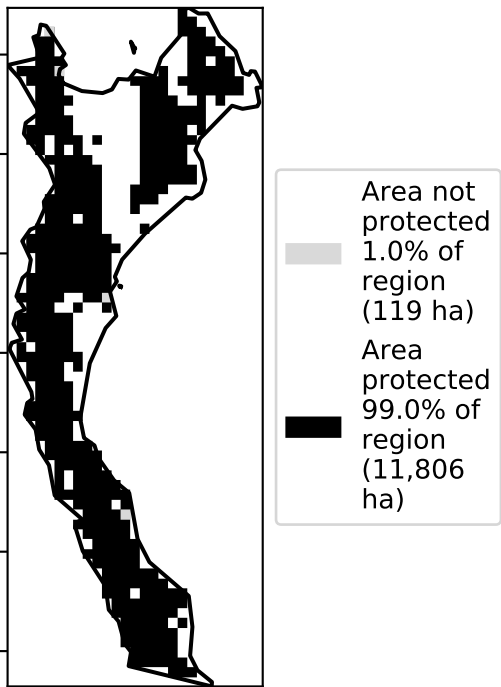 Area not
protected
1.0% of
region
(119 ha)
Area
protected
99.0% of
region
(11,806
ha)